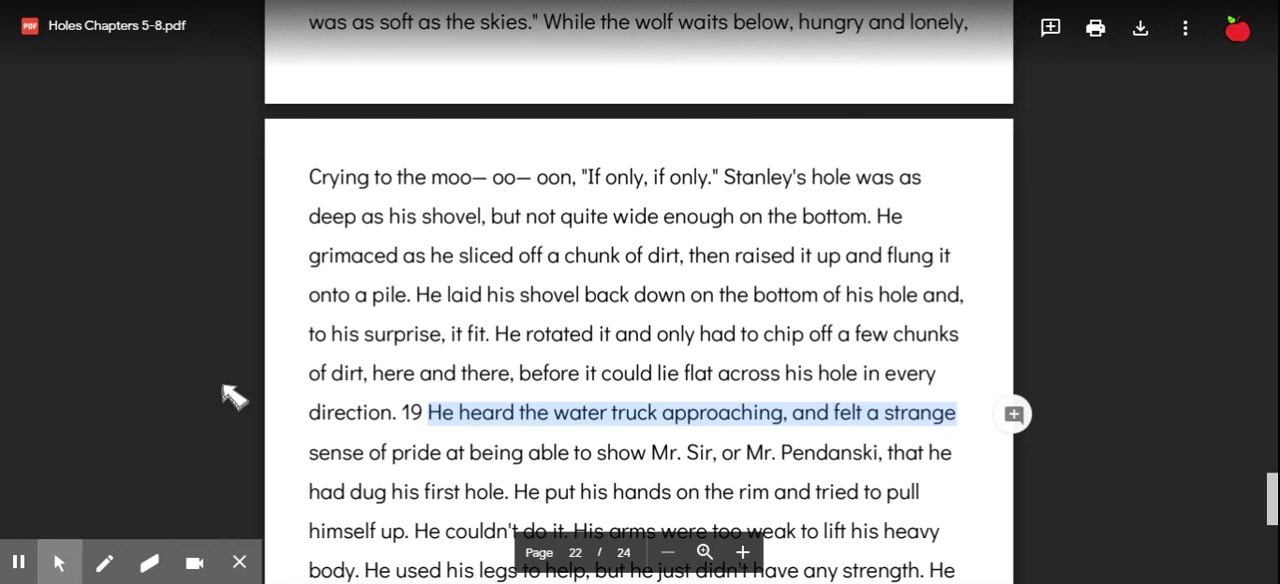 PDF
Holes Chapters 5-8.pdf
was as soft as the skies." While the wolf waits below, hungry and lonely,
Crying to the moo— oo— oon, "If only, if only." Stanley's hole was as
deep as his shovel, but not quite wide enough on the bottom. He
grimaced as he sliced off a chunk of dirt, then raised it up and flung it
onto a pile. He laid his shovel back down on the bottom of his hole and,
to his surprise, it fit. He rotated it and only had to chip off a few chunks
of dirt, here and there, before it could lie flat across his hole in every
direction. 19 He heard the water truck approaching, and felt a strange
sense of pride at being able to show Mr. Sir, or Mr. Pendanski, that he
had dug his first hole. He put his hands on the rim and tried to pull
himself up. He couldn't do it. His arms were too weak to lift his heavy
Page 22 / 24
body. He used his legs to help, but he just didn't have any strength. He